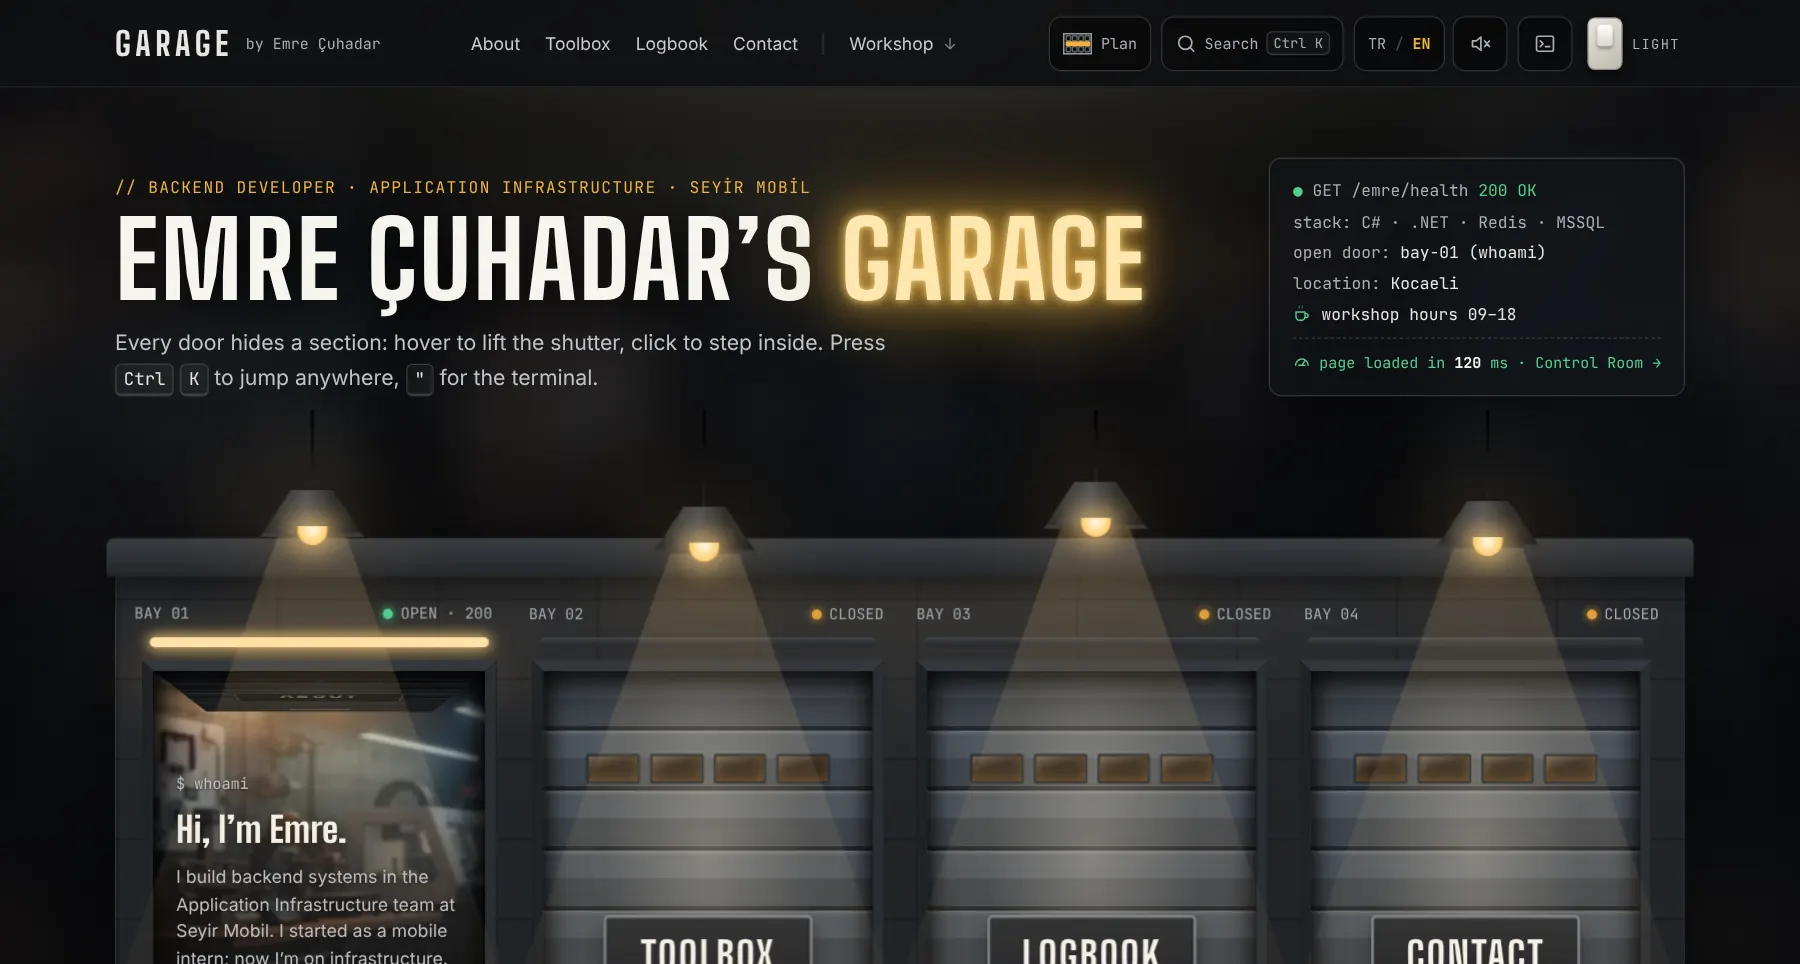 GARAGE by Emre Çuhadar
About Toolbox Logbook Contact Workshop ↓
Plan
Search Ctrl K
TR / EN
LIGHT
// BACKEND DEVELOPER · APPLICATION INFRASTRUCTURE · SEYİR MOBİL
EMRE ÇUHADAR’S GARAGE
Every door hides a section: hover to lift the shutter, click to step inside. Press
Ctrl K to jump anywhere, " for the terminal.
GET /emre/health 200 OK
stack: C# · .NET · Redis · MSSQL
open door: bay-01 (whoami)
location: Kocaeli
workshop hours 09–18
page loaded in 120 ms · Control Room →
BAY 01 OPEN · 200
BAY 02 CLOSED
BAY 03 CLOSED
BAY 04 CLOSED
ABOUT
$ whoami
Hi, I’m Emre.
I build backend systems in the
Application Infrastructure team at
Seyir Mobil. I started as a mobile
intern; now I’m on infrastructure.
TOOLBOX
LOGBOOK
CONTACT